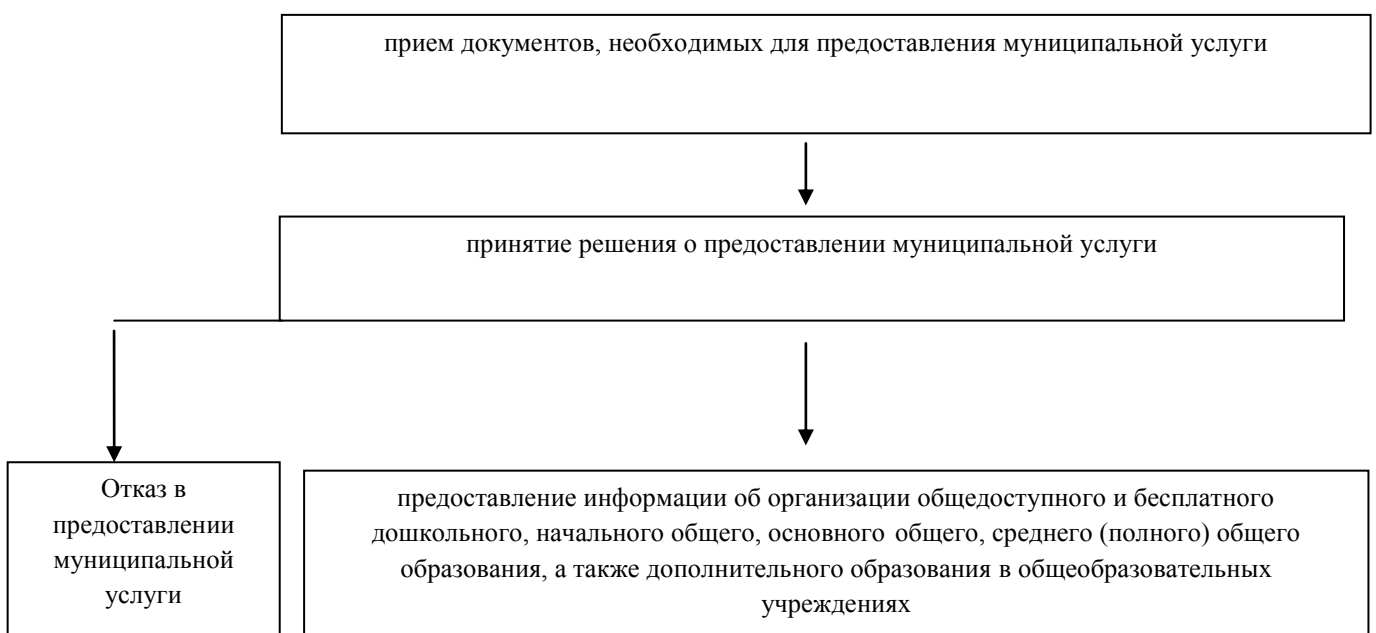 прием документов, необходимых для предоставления муниципальной услуги
принятие решения о предоставлении муниципальной услуги
Отказ в
предоставлении
муниципальной
услуги
предоставление информации об организации общедоступного и бесплатного
дошкольного, начального общего, основного общего, среднего (полного) общего
образования, а также дополнительного образования в общеобразовательных
учреждениях